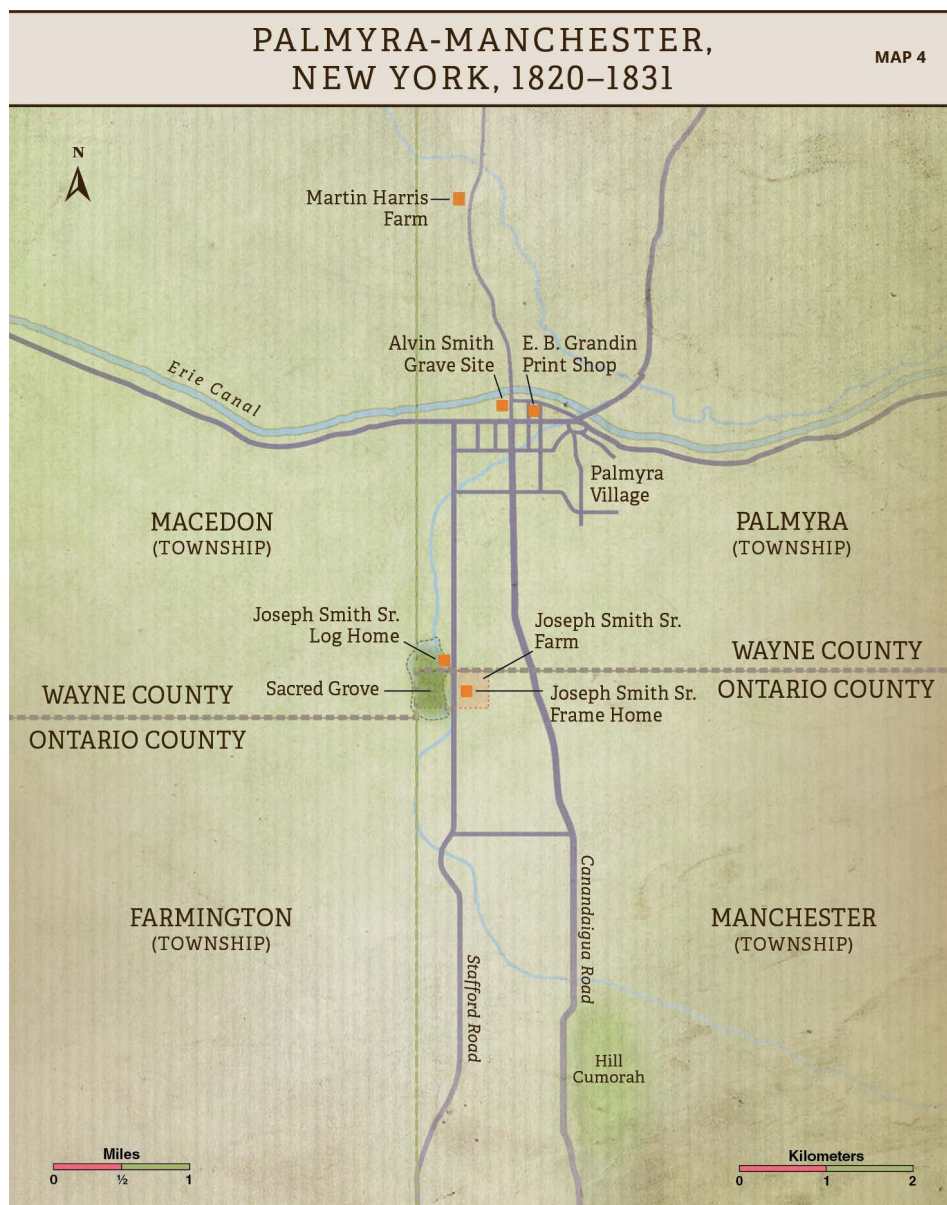 PALMYRA-MANCHESTER,
NEW YORK, 1820–1831
MAP 4
N
Martin Harris
Farm
Alvin Smith
Grave Site
E. B. Grandin
Print Shop
Erie Canal
Palmyra
Village
MACEDON
(TOWNSHIP)
PALMYRA
(TOWNSHIP)
Joseph Smith Sr.
Log Home
Joseph Smith Sr.
Farm
WAYNE COUNTY
ONTARIO COUNTY
Sacred Grove
Joseph Smith Sr.
Frame Home
WAYNE COUNTY
ONTARIO COUNTY
FARMINGTON
(TOWNSHIP)
MANCHESTER
(TOWNSHIP)
Canandaigua Road
Stafford Road
Hill
Cumorah
Miles
0 ½ 1
Kilometers
0 1 2